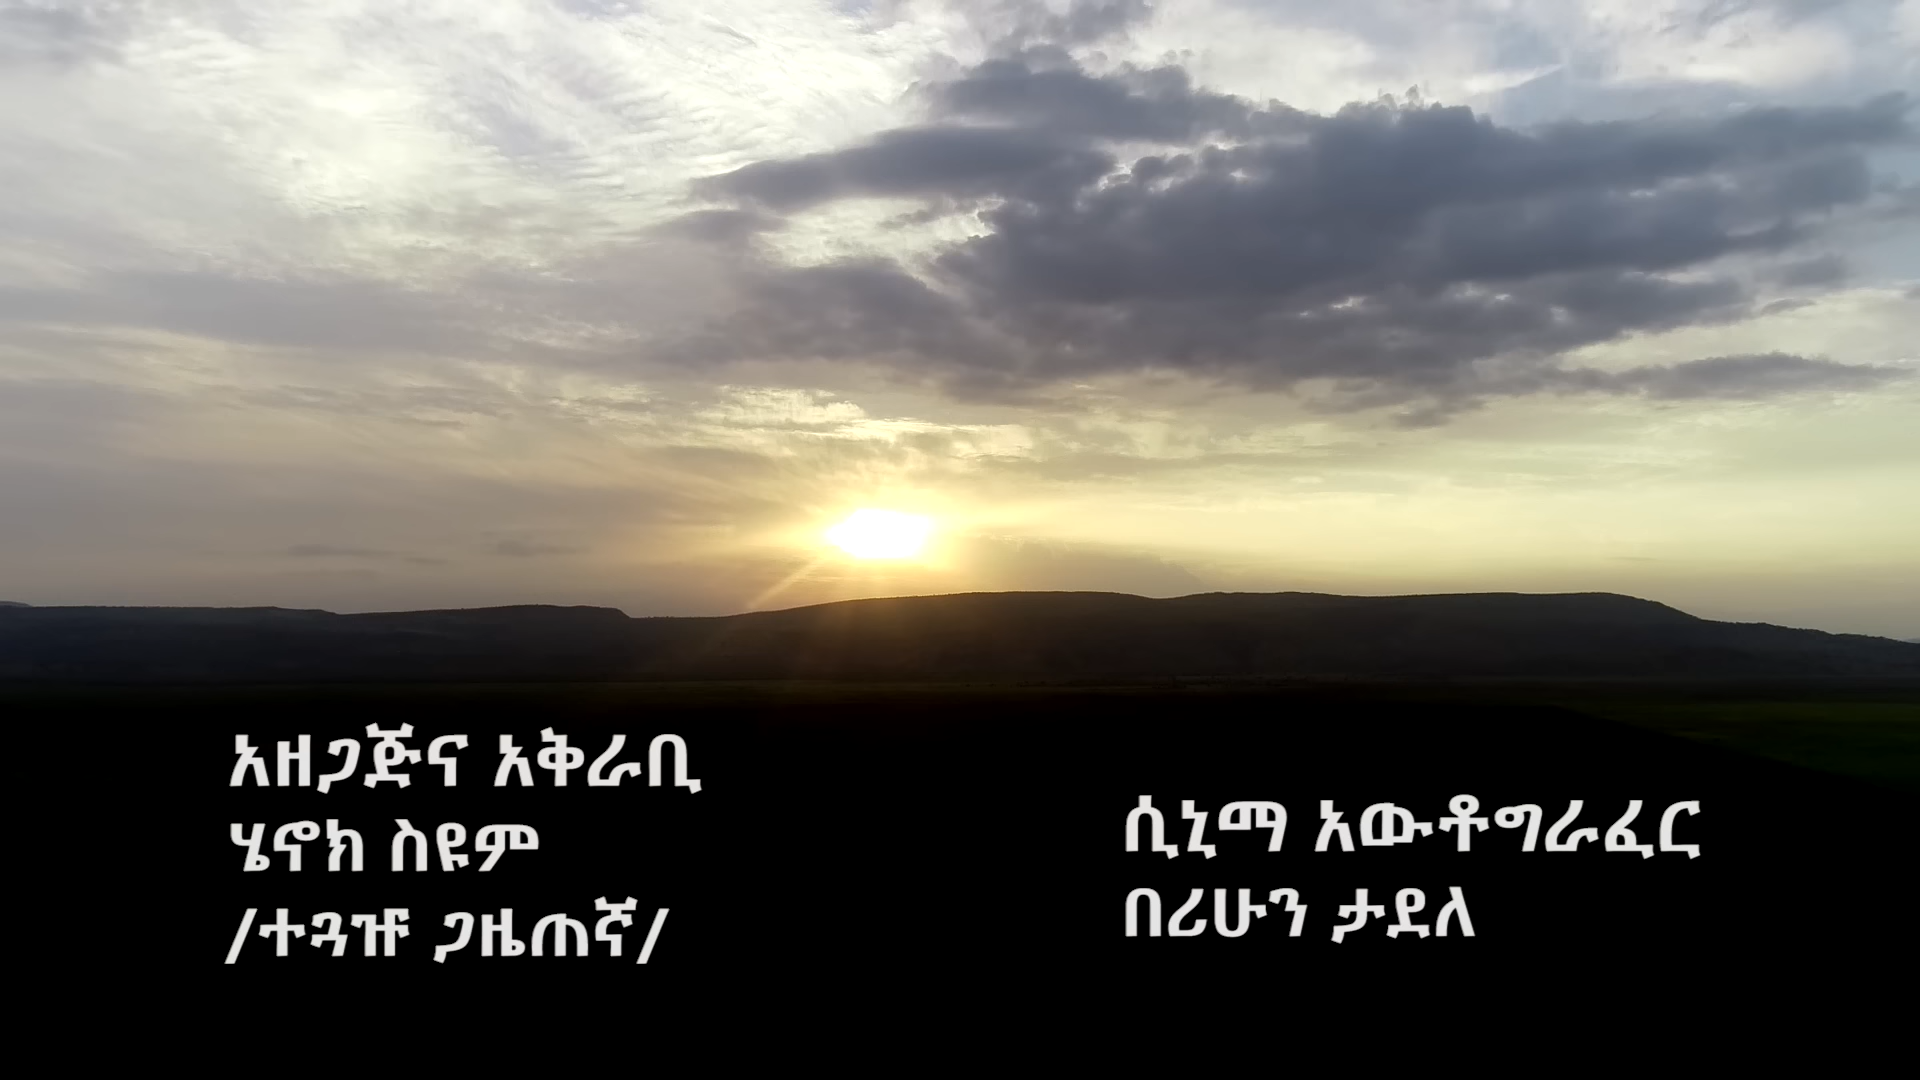 አዘጋጅና አቅራቢ
ሄኖክ ስዩም
/ተጓዡ ጋዜጠኛ/
ሲኒማ አውቶግራፈር
በሪሁን ታደለ